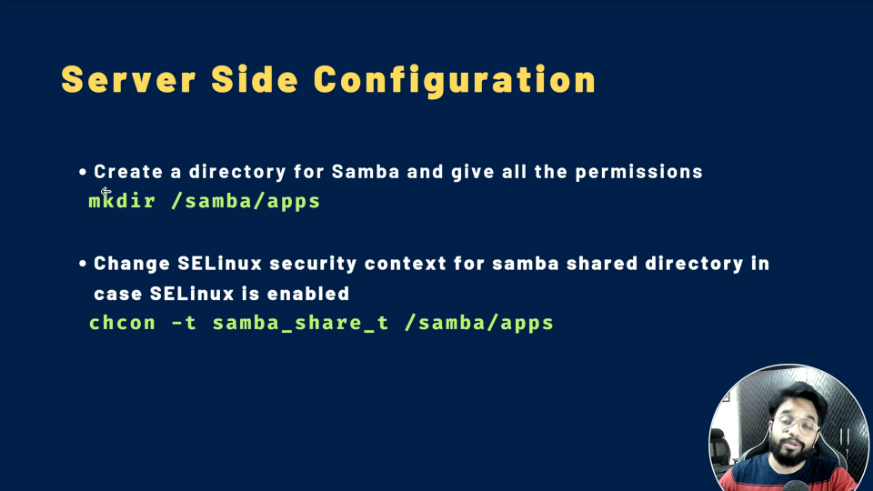 Server Side Configuration
• Create a directory for Samba and give all the permissions
mkdir /samba/apps
• Change SELinux security context for samba shared directory in
case SELinux is enabled
chcon -t samba_share_t /samba/apps